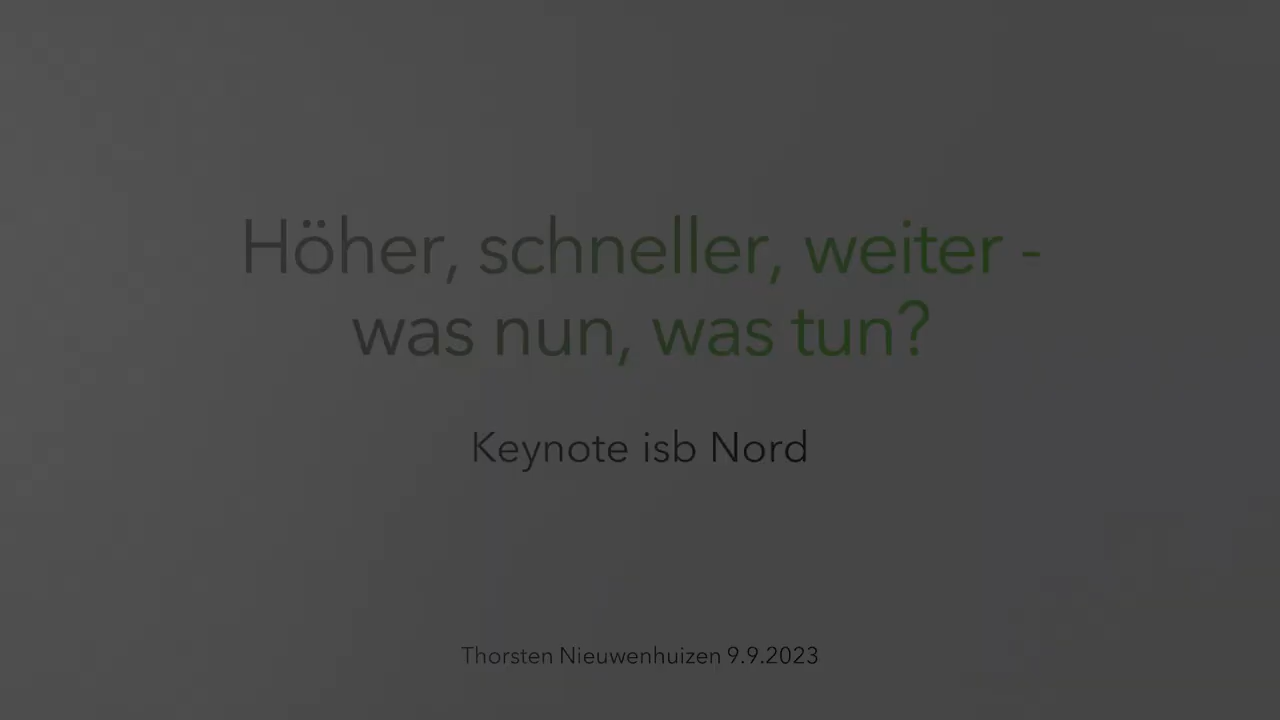 Höher, schneller, weiter -
was nun, was tun?
Keynote isb Nord
Thorsten Nieuwenhuizen 9.9.2023